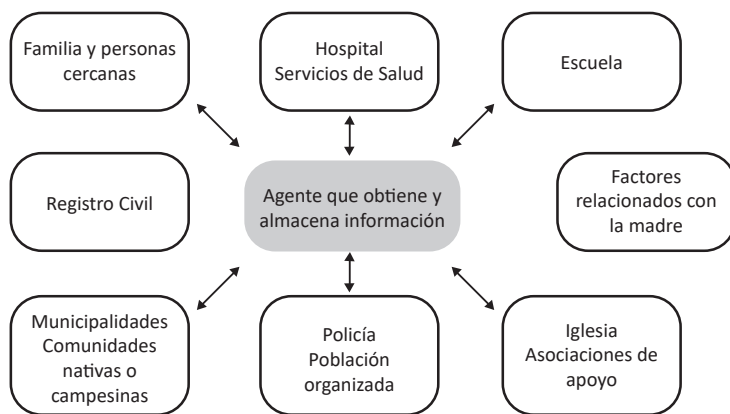 Familia y personas
cercanas
Hospital
Servicios de Salud
Escuela
Registro Civil
Agente que obtiene y
almacena información
Factores
relacionados con
la madre
Municipalidades
Comunidades
nativas o
campesinas
Policía
Población
organizada
Iglesia
Asociaciones de
apoyo